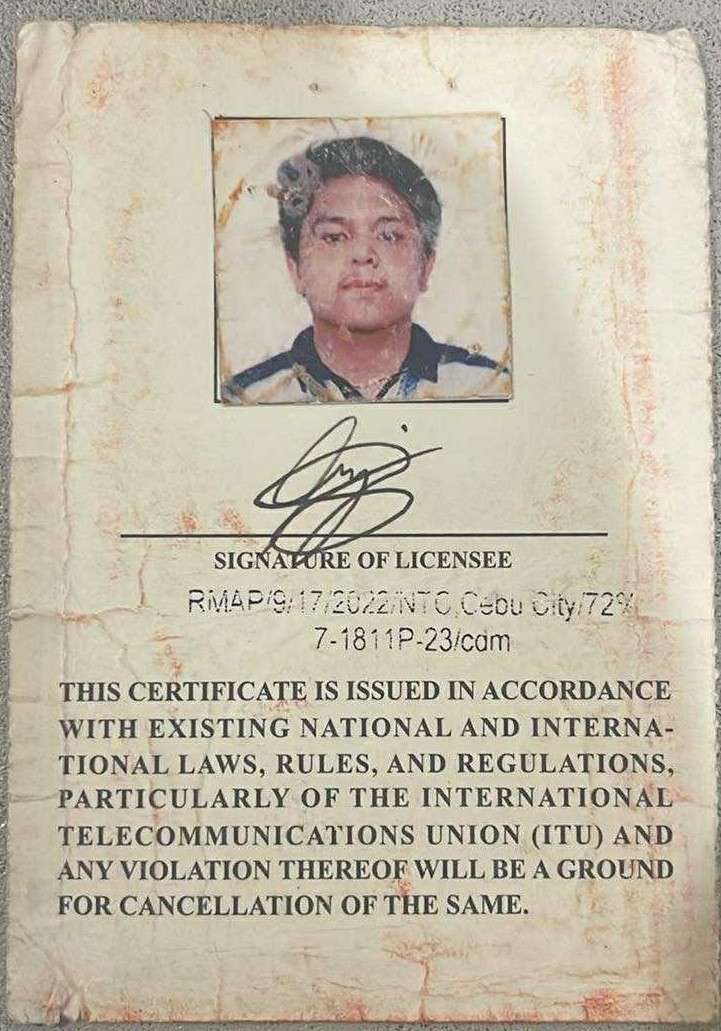 SIGNATURE OF LICENSEE
RMAP/9/17/2022/NTC,Cebu City/72%
7-1811P-23/cdm
THIS CERTIFICATE IS ISSUED IN ACCORDANCE
WITH EXISTING NATIONAL AND INTERNA-
TIONAL LAWS, RULES, AND REGULATIONS,
PARTICULARLY OF THE INTERNATIONAL
TELECOMMUNICATIONS UNION (ITU) AND
ANY VIOLATION THEREOF WILL BE A GROUND
FOR CANCELLATION OF THE SAME.